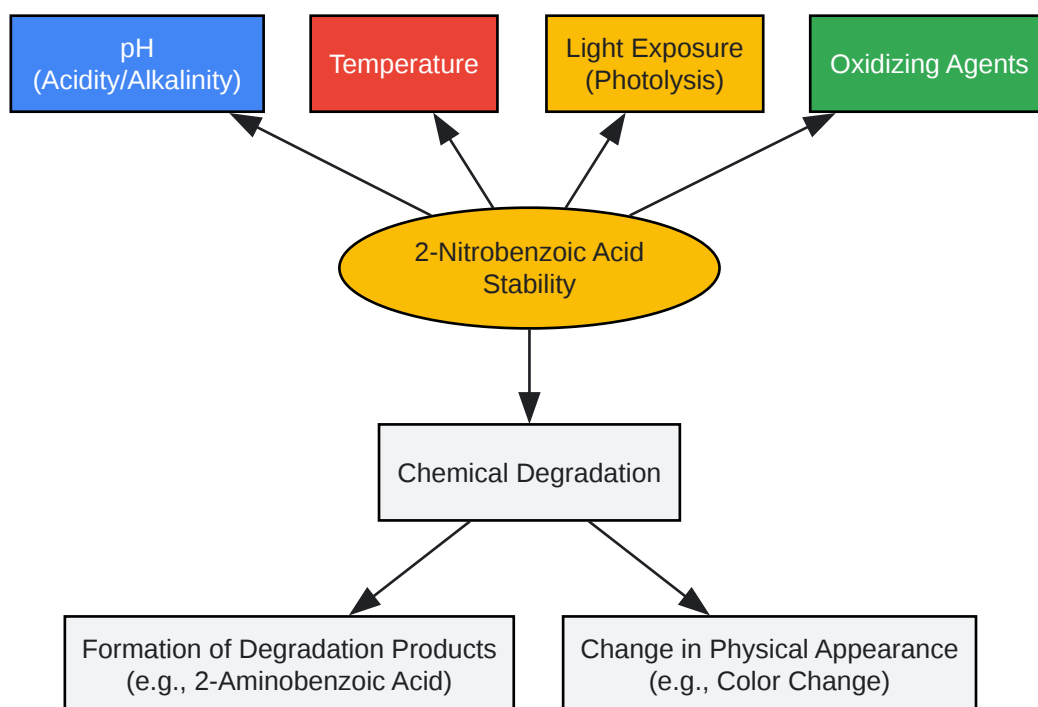 pH
(Acidity/Alkalinity)
Temperature
Light Exposure
(Photolysis)
Oxidizing Agents
2-Nitrobenzoic Acid
Stability
Chemical Degradation
Formation of Degradation Products
(e.g., 2-Aminobenzoic Acid)
Change in Physical Appearance
(e.g., Color Change)